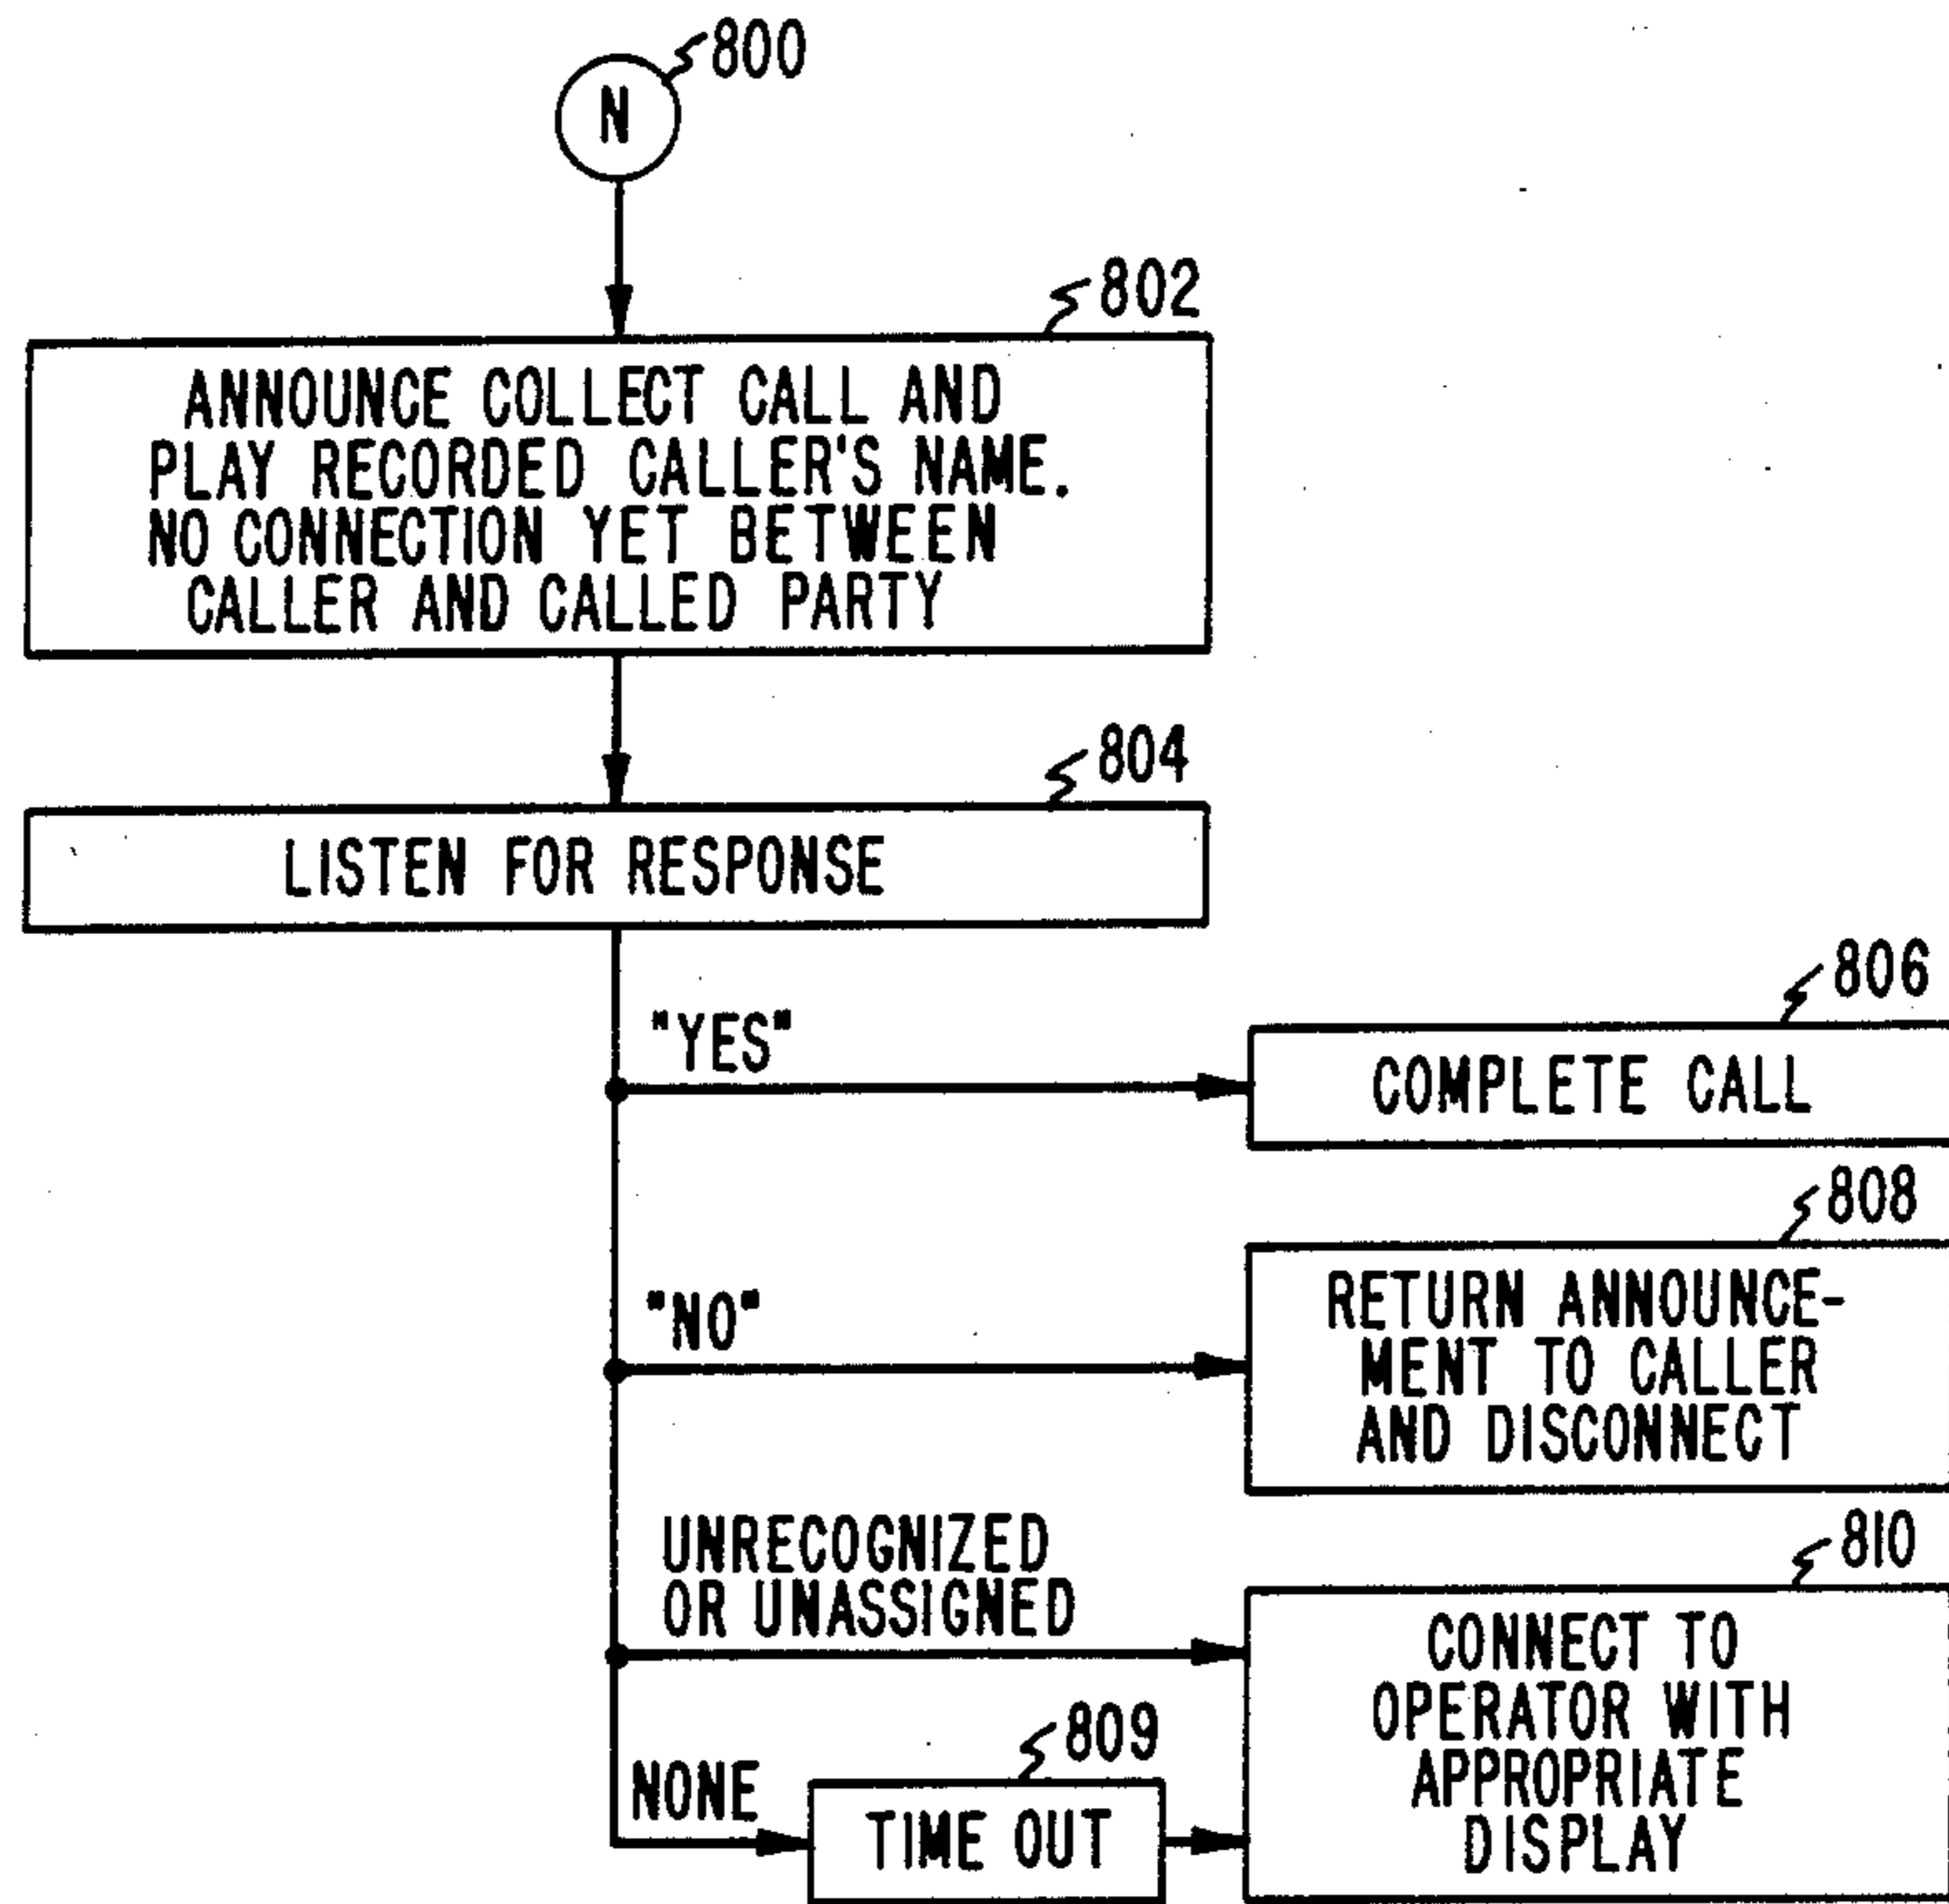 800
N
802
ANNOUNCE COLLECT CALL AND
PLAY RECORDED CALLER'S NAME.
NO CONNECTION YET BETWEEN
CALLER AND CALLED PARTY
804
LISTEN FOR RESPONSE
"YES"
806
COMPLETE CALL
808
"NO"
RETURN ANNOUNCE-
MENT TO CALLER
AND DISCONNECT
UNRECOGNIZED
OR UNASSIGNED
810
CONNECT TO
OPERATOR WITH
APPROPRIATE
DISPLAY
NONE
809
TIME OUT